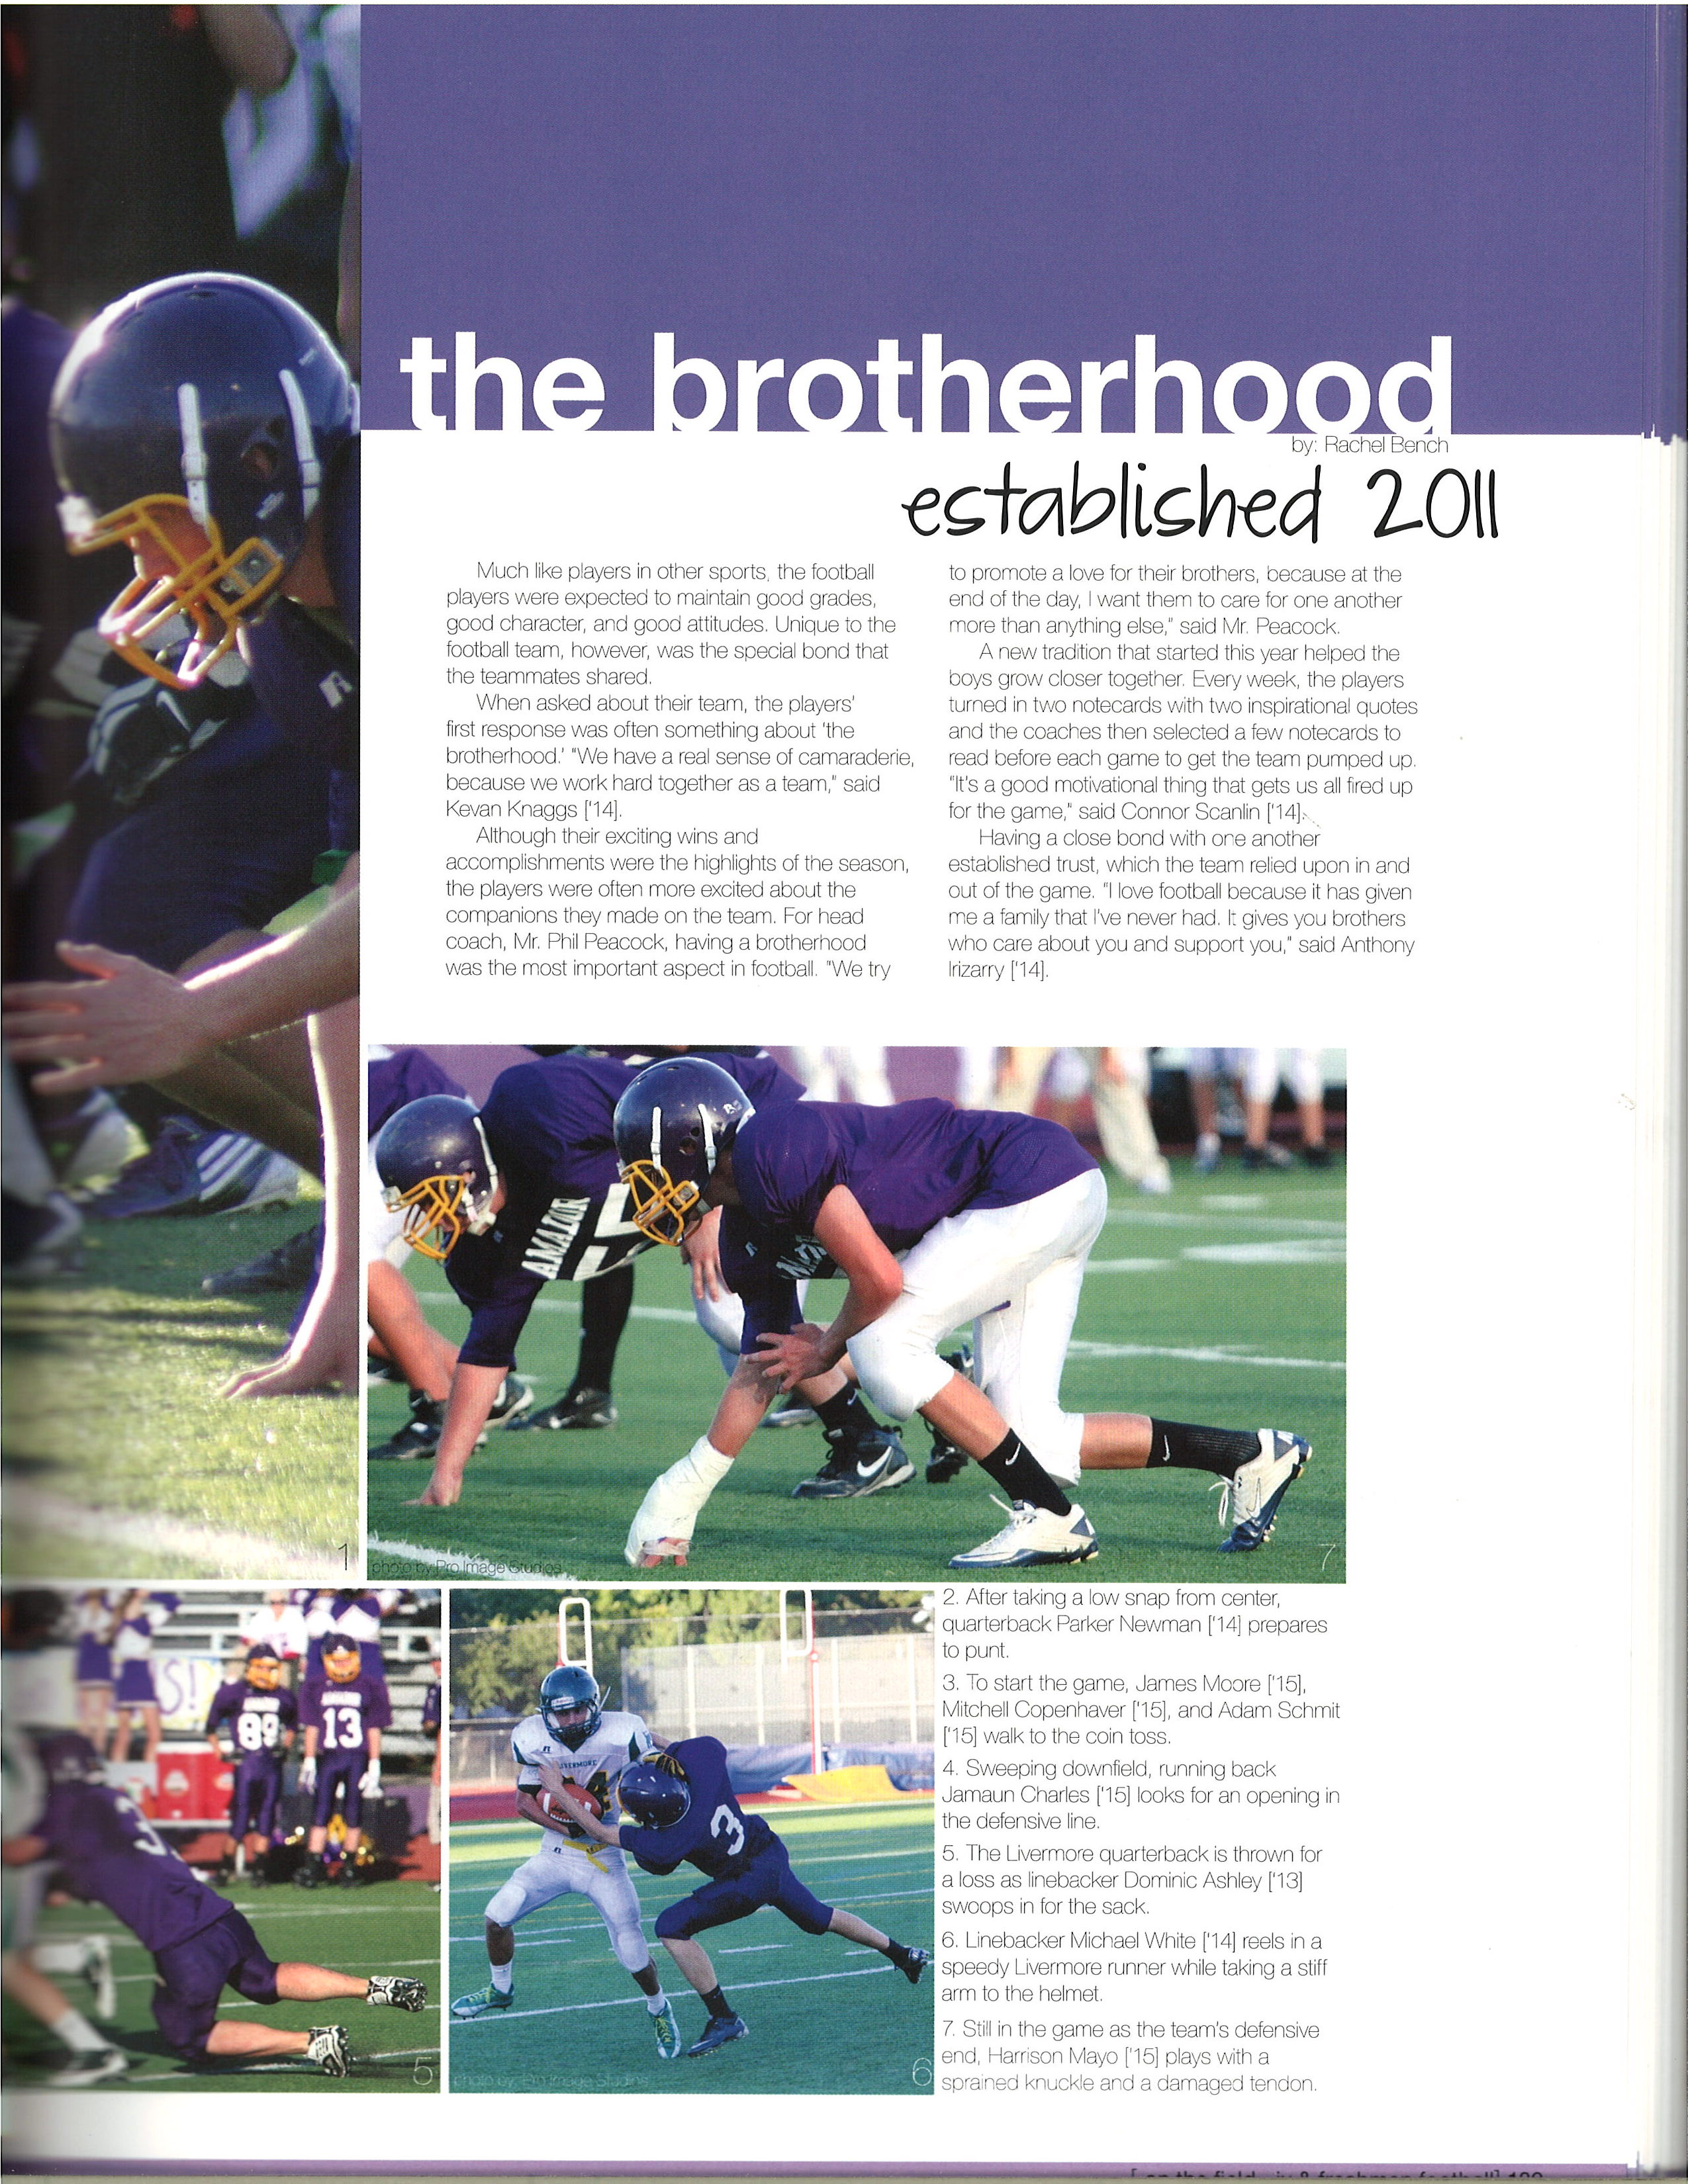 the brotherhood
by: Rachel Bench
established 2011
Much like players in other sports, the football
players were expected to maintain good grades,
good character, and good attitudes. Unique to the
football team, however, was the special bond that
the teammates shared.
When asked about their team, the players'
first response was often something about 'the
brotherhood.' "We have a real sense of camaraderie,
because we work hard together as a team," said
Kevan Knaggs ['14].
Although their exciting wins and
accomplishments were the highlights of the season,
the players were often more excited about the
companions they made on the team. For head
coach, Mr. Phil Peacock, having a brotherhood
was the most important aspect in football. "We try
to promote a love for their brothers, because at the
end of the day, I want them to care for one another
more than anything else," said Mr. Peacock.
A new tradition that started this year helped the
boys grow closer together. Every week, the players
turned in two notecards with two inspirational quotes
and the coaches then selected a few notecards to
read before each game to get the team pumped up.
"It's a good motivational thing that gets us all fired up
for the game," said Connor Scanlin ['14].
Having a close bond with one another
established trust, which the team relied upon in and
out of the game. "I love football because it has given
me a family that I've never had. It gives you brothers
who care about you and support you," said Anthony
Irizarry ['14].
AMADOR
1
photo by Pro Image Studios
7
S!
89
13
3
5
3
photo by: Pro Image Studios
6
2. After taking a low snap from center,
quarterback Parker Newman ['14] prepares
to punt.
3. To start the game, James Moore ['15],
Mitchell Copenhaver ['15], and Adam Schmit
['15] walk to the coin toss.
4. Sweeping downfield, running back
Jamaun Charles ['15] looks for an opening in
the defensive line.
5. The Livermore quarterback is thrown for
a loss as linebacker Dominic Ashley ['13]
swoops in for the sack.
6. Linebacker Michael White ['14] reels in a
speedy Livermore runner while taking a stiff
arm to the helmet.
7. Still in the game as the team's defensive
end, Harrison Mayo ['15] plays with a
sprained knuckle and a damaged tendon.